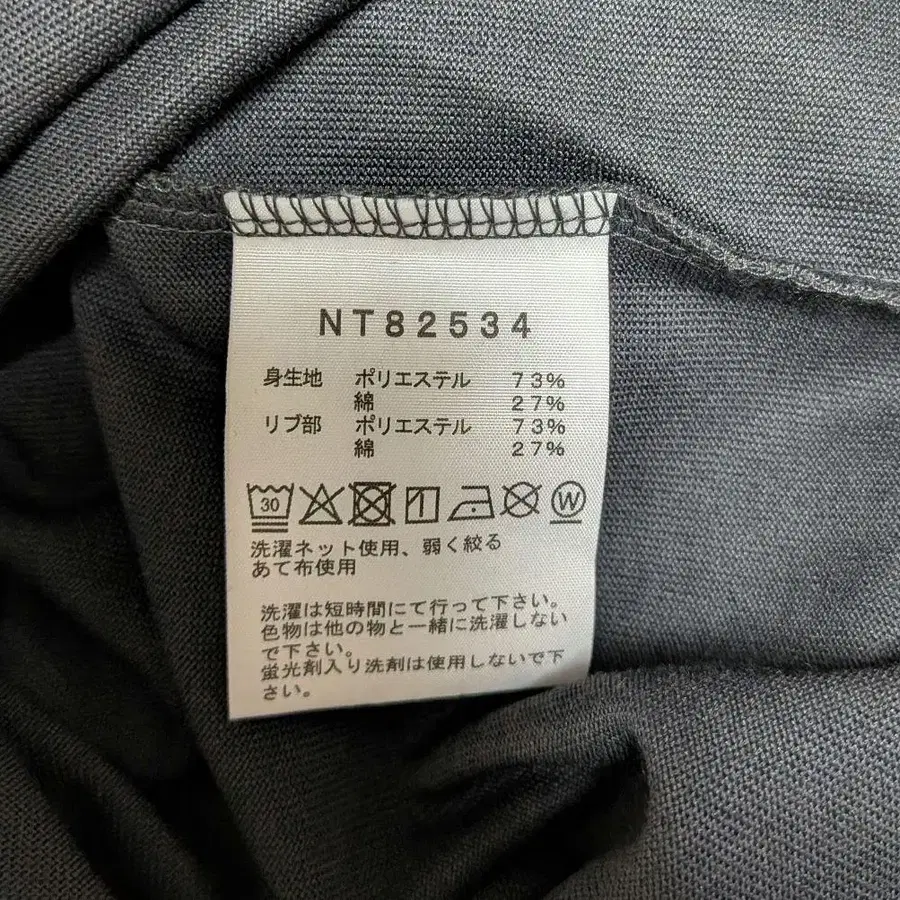 NT82534
身生地 ポリエステル 73%
綿 27%
リブ部 ポリエステル 73%
綿 27%
30 W
洗濯ネット使用、弱く絞る
あて布使用
洗濯は短時間にて行って下さい。
色物は他の物と一緒に洗濯しない
で下さい。
蛍光剤入り洗剤は使用しないで下
さい。